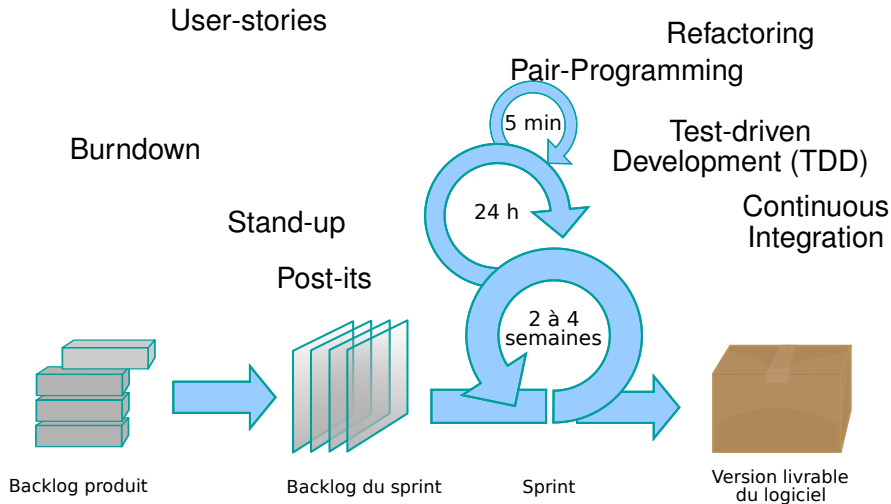 User-stories
Refactoring
Pair-Programming
5 min
Burndown
Test-driven
Development (TDD)
24 h
Stand-up
Continuous
Integration
Post-its
2 à 4
semaines
Backlog produit
Backlog du sprint
Sprint
Version livrable
du logiciel